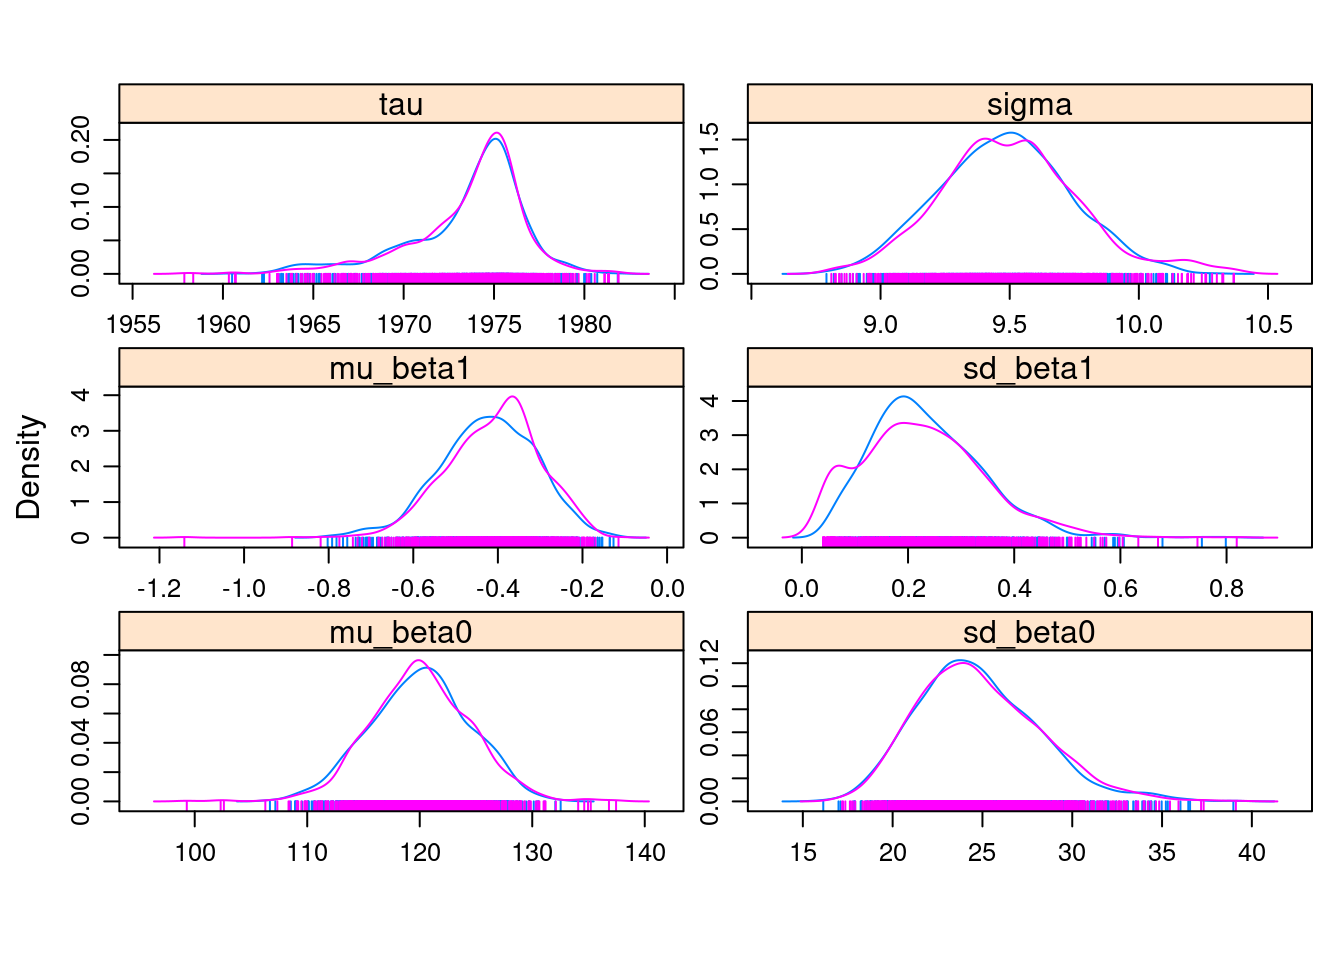 tau
sigma
0.00 0.10 0.20
0.0 0.5 1.0 1.5
1955 1960 1965 1970 1975 1980
9.0 9.5 10.0 10.5
mu_beta1
sd_beta1
Density
0 1 2 3 4
0 1 2 3 4
-1.2 -1.0 -0.8 -0.6 -0.4 -0.2 0.0
0.0 0.2 0.4 0.6 0.8
mu_beta0
sd_beta0
0.00 0.04 0.08
0.00 0.06 0.12
100 110 120 130 140
15 20 25 30 35 40